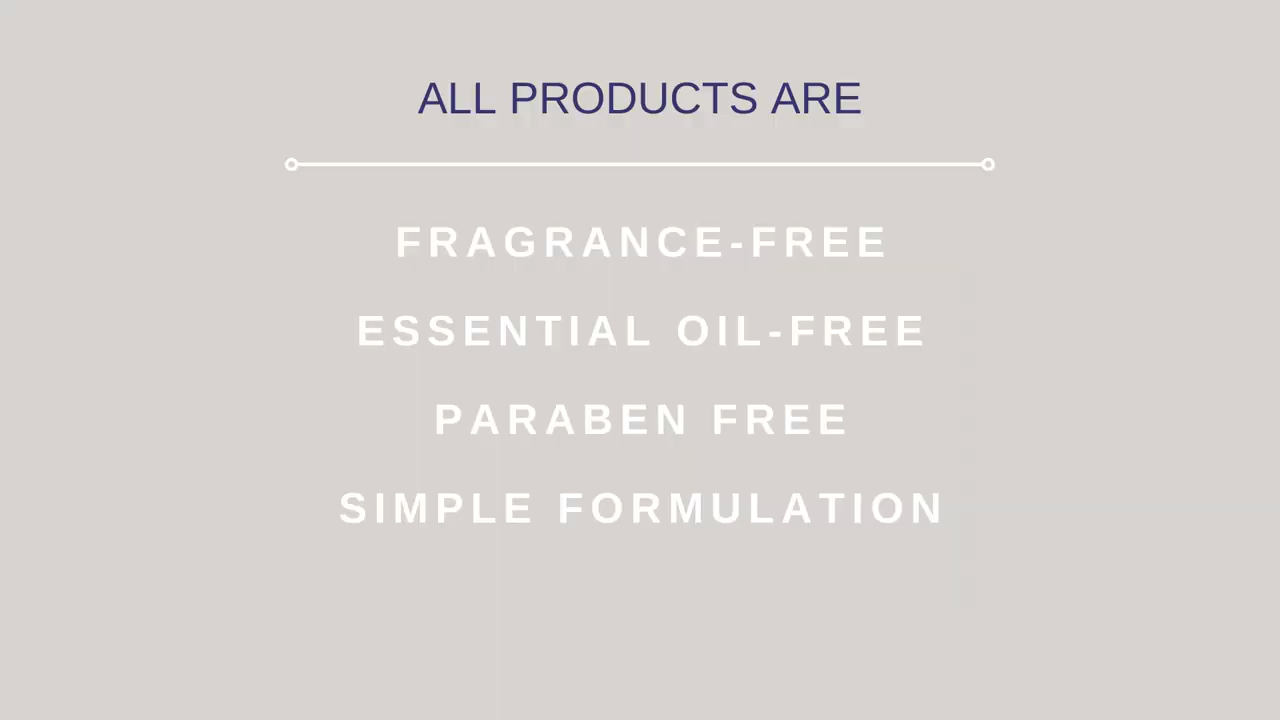 ALL PRODUCTS ARE
FRAGRANCE-FREE
ESSENTIAL OIL-FREE
PARABEN FREE
SIMPLE FORMULATION